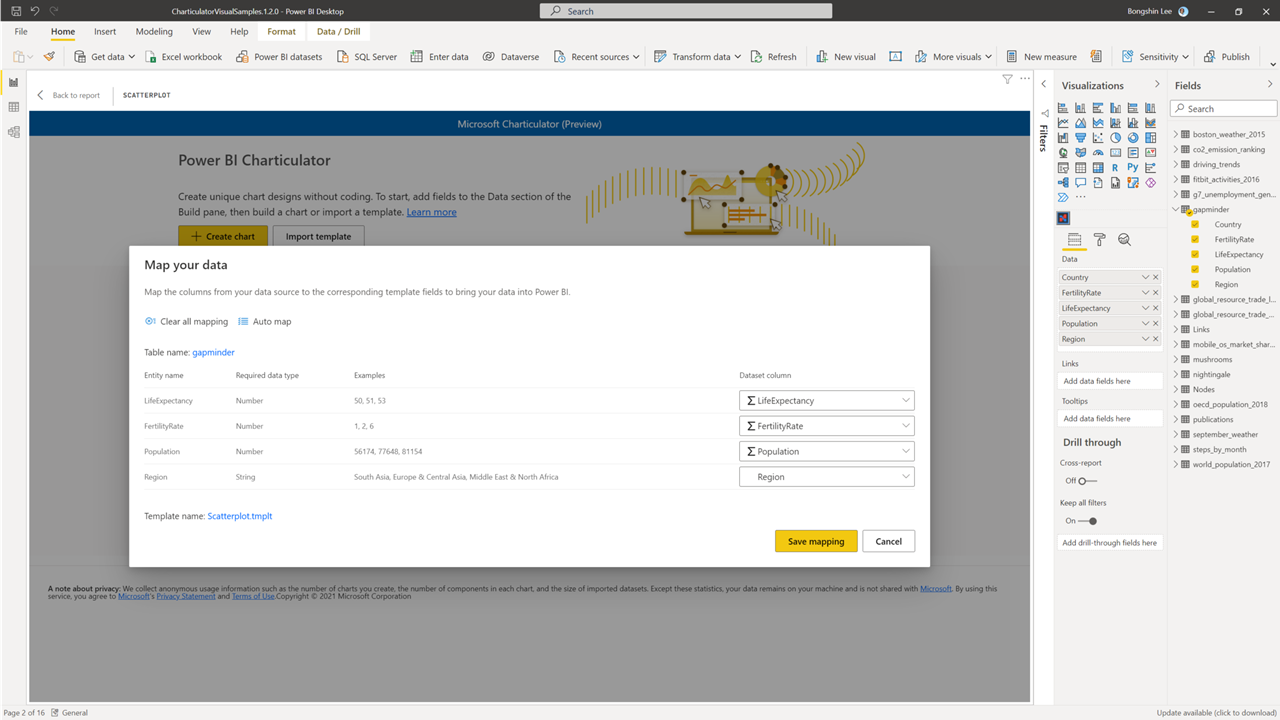 CharticulatorVisualSamples.1.2.0 - Power BI Desktop
Search
Bongshin Lee
File Home Insert Modeling View Help Format Data / Drill
Get data Excel workbook Power BI datasets SQL Server Enter data Dataverse Recent sources Transform data Refresh New visual More visuals New measure Sensitivity Publish
Back to report SCATTERPLOT
Microsoft Charticulator (Preview)
Power BI Charticulator
Create unique chart designs without coding. To start, add fields to the Data section of the
Build pane, then build a chart or import a template. Learn more
Create chart Import template
Map your data
Map the columns from your data source to the corresponding template fields to bring your data into Power BI.
Clear all mapping Auto map
Table name: gapminder
Entity name Required data type Examples Dataset column
LifeExpectancy Number 50, 51, 53 LifeExpectancy
FertilityRate Number 1, 2, 6 FertilityRate
Population Number 56174, 77648, 81154 Population
Region String South Asia, Europe & Central Asia, Middle East & North Africa Region
Template name: Scatterplot.tmplt
Save mapping Cancel
A note about privacy: We collect anonymous usage information such as the number of charts you create, the number of components in each chart, and the size of imported datasets. Except these statistics, your data remains on your machine and is not shared with Microsoft. By using this
service, you agree to Microsoft's Privacy Statement and Terms of Use.Copyright © 2021 Microsoft Corporation
Filters
Visualizations
R Py
Data
Country
FertilityRate
LifeExpectancy
Population
Region
Links
Add data fields here
Tooltips
Add data fields here
Drill through
Cross-report
Off
Keep all filters
On
Add drill-through fields here
Fields
Search
boston_weather_2015
co2_emission_ranking
driving_trends
fitbit_activities_2016
g7_unemployment_gen...
gapminder
Country
FertilityRate
LifeExpectancy
Population
Region
global_resource_trade_l...
global_resource_trade_...
Links
mobile_os_market_shar...
mushrooms
nightingale
Nodes
oecd_population_2018
publications
september_weather
steps_by_month
world_population_2017
Page 2 of 16 General
Update available (click to download)